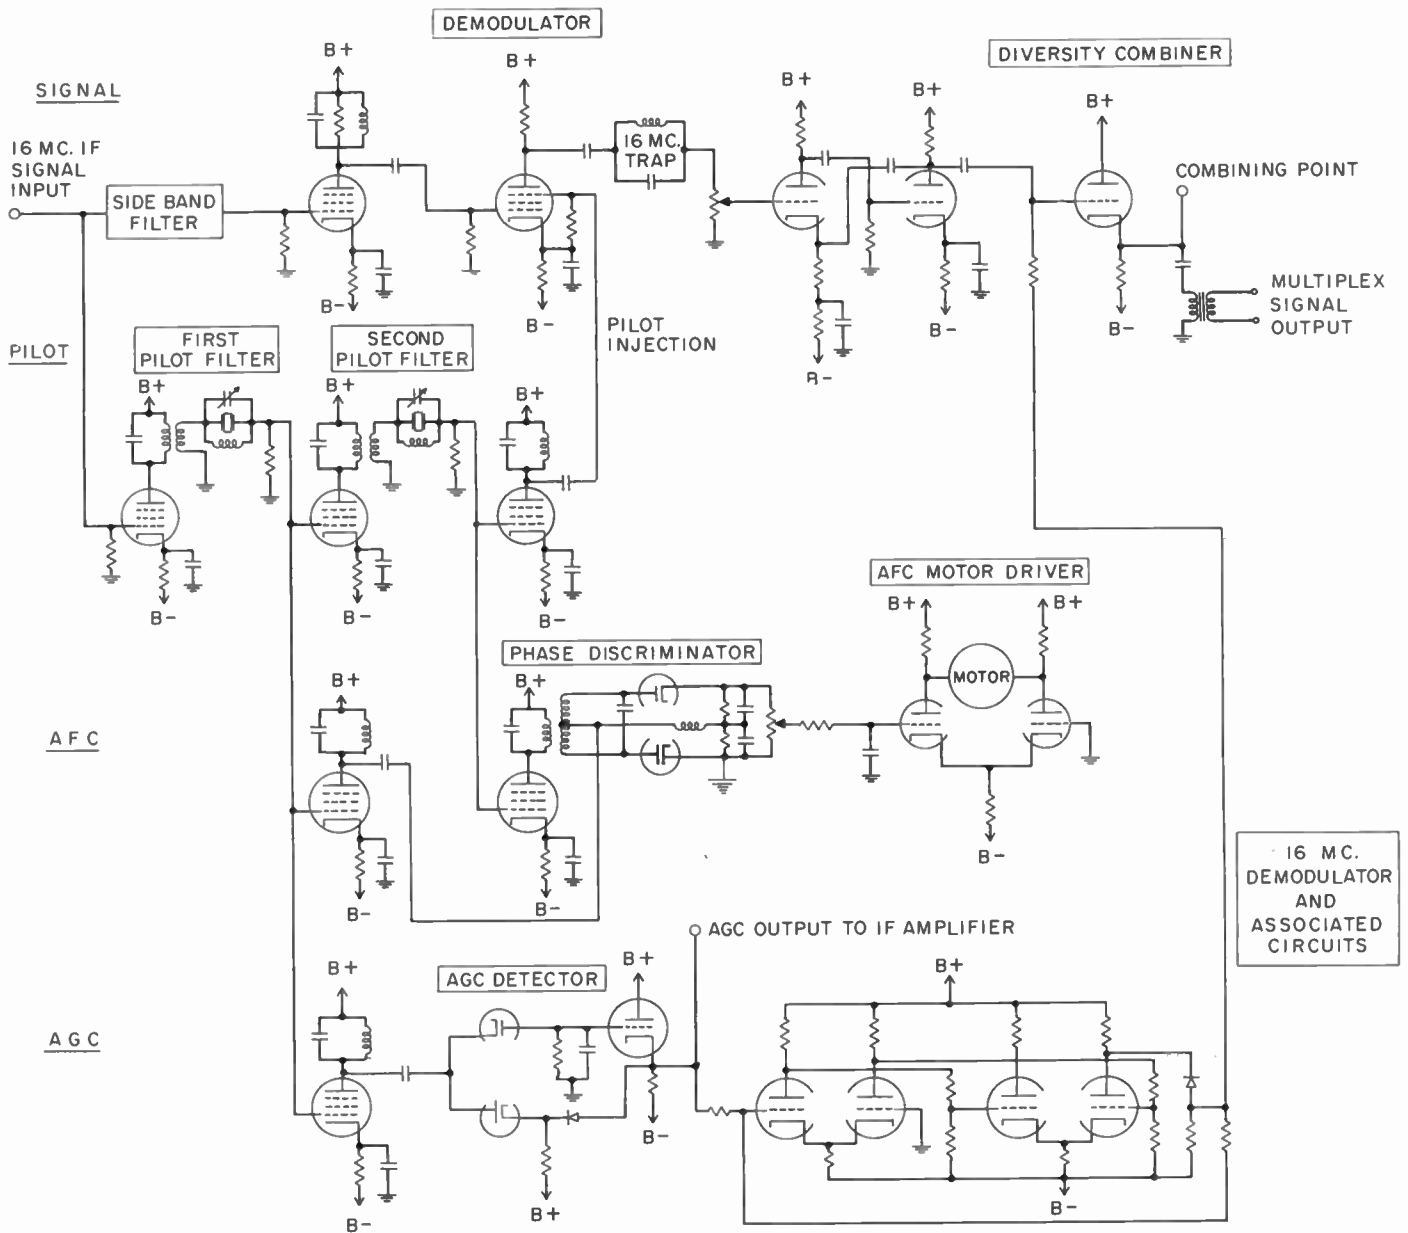 DEMODULATOR
B+
B+
DIVERSITY COMBINER
SIGNAL
B+
B+
B+
16 MC. IF
SIGNAL
INPUT
16 MC.
TRAP
COMBINING POINT
SIDE BAND
FILTER
B-
B-
PILOT
INJECTION
B-
B-
B-
MULTIPLEX
SIGNAL
OUTPUT
PILOT
FIRST
PILOT FILTER
SECOND
PILOT FILTER
B+
B+
B+
B-
B-
B-
AFC MOTOR DRIVER
B+
B+
PHASE DISCRIMINATOR
MOTOR
B+
B+
AFC
B-
B-
B-
16 MC.
DEMODULATOR
AND
ASSOCIATED
CIRCUITS
AGC OUTPUT TO IF AMPLIFIER
B+
AGC DETECTOR
B+
B+
AGC
B-
B-
B+
B-